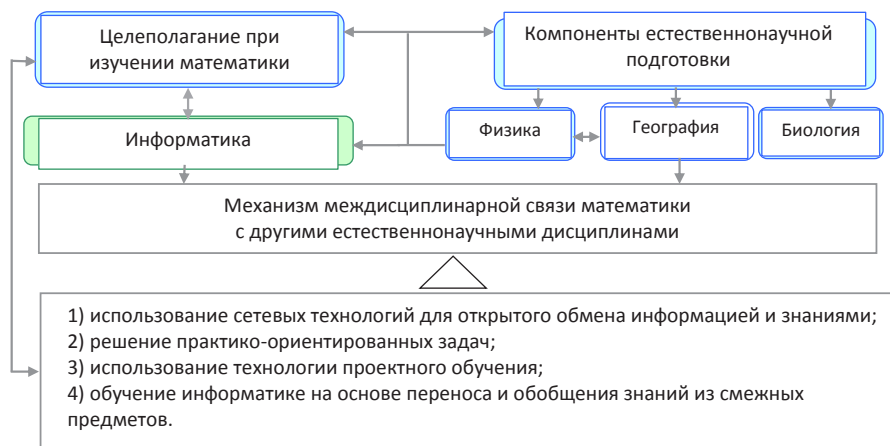 Целеполагание при
изучении математики
Компоненты естественнонаучной
подготовки
Информатика
Физика
География
Биология
Механизм междисциплинарной связи математики
с другими естественнонаучными дисциплинами
1) использование сетевых технологий для открытого обмена информацией и знаниями;
2) решение практико-ориентированных задач;
3) использование технологии проектного обучения;
4) обучение информатике на основе переноса и обобщения знаний из смежных
предметов.